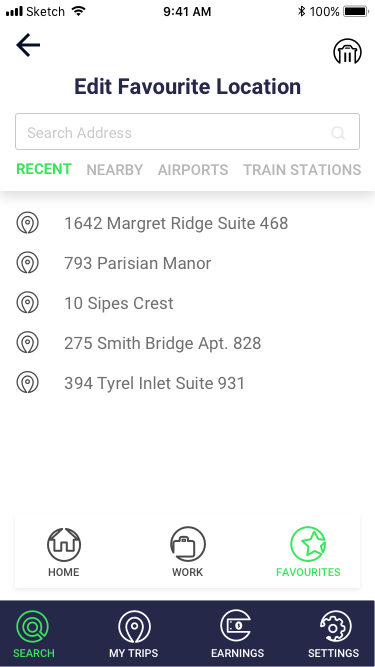 Sketch 9:41 AM 100%
Edit Favourite Location
Search Address
RECENT NEARBY AIRPORTS TRAIN STATIONS
1642 Margret Ridge Suite 468
793 Parisian Manor
10 Sipes Crest
275 Smith Bridge Apt. 828
394 Tyrel Inlet Suite 931
HOME WORK FAVOURITES
SEARCH MY TRIPS EARNINGS SETTINGS